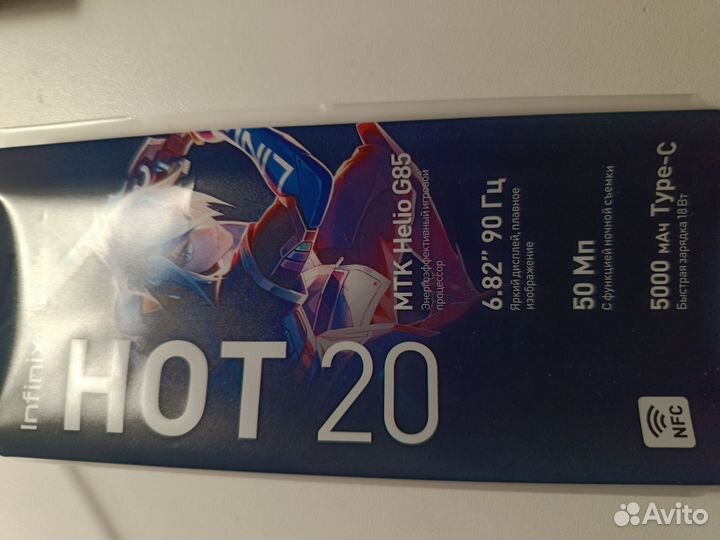 Infinix
HOT 20
MTK Helio G85
Энергоэффективный игровой
процессор
6.82” 90 Гц
Яркий дисплей, плавное
изображение
50 Мп
С функцией ночной съемки
5000 мАч Type-C
Быстрая зарядка 18 Вт
NFC
Avito